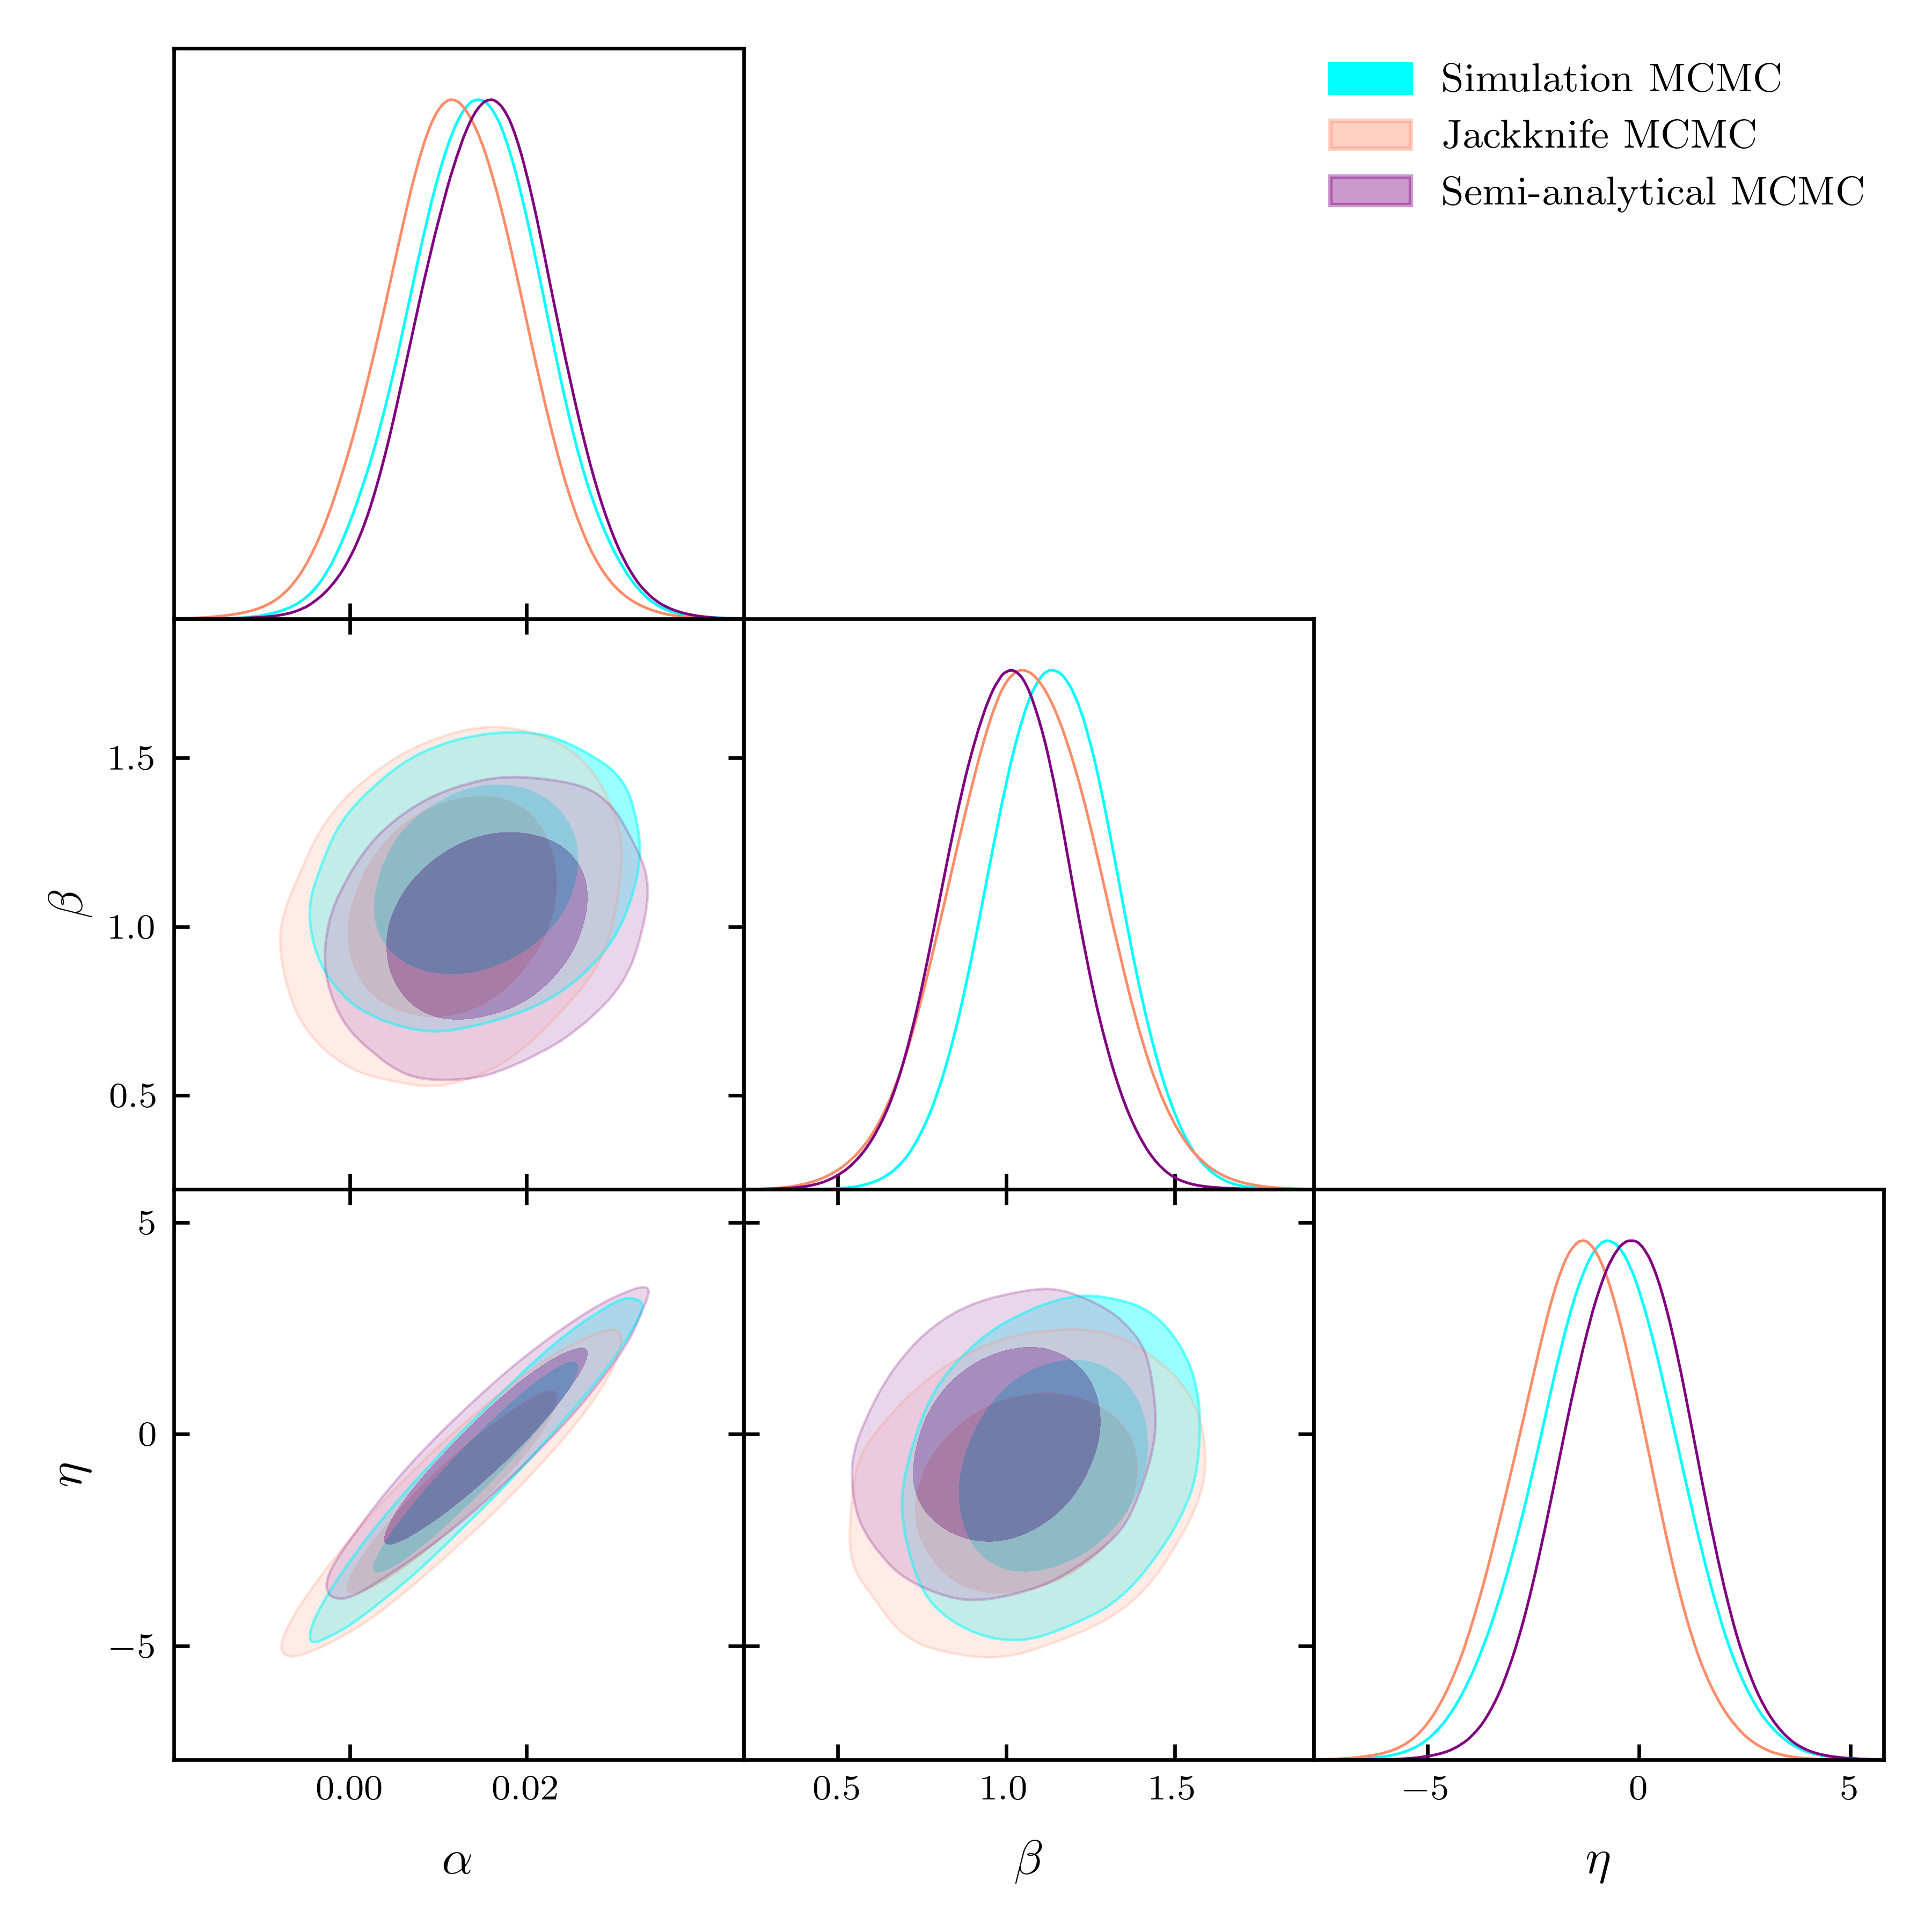 Simulation MCMC
Jackknife MCMC
Semi-analytical MCMC
β
1.5
1.0
0.5
η
5
0
−5
0.00 0.02
0.5 1.0 1.5
−5 0 5
α
β
η